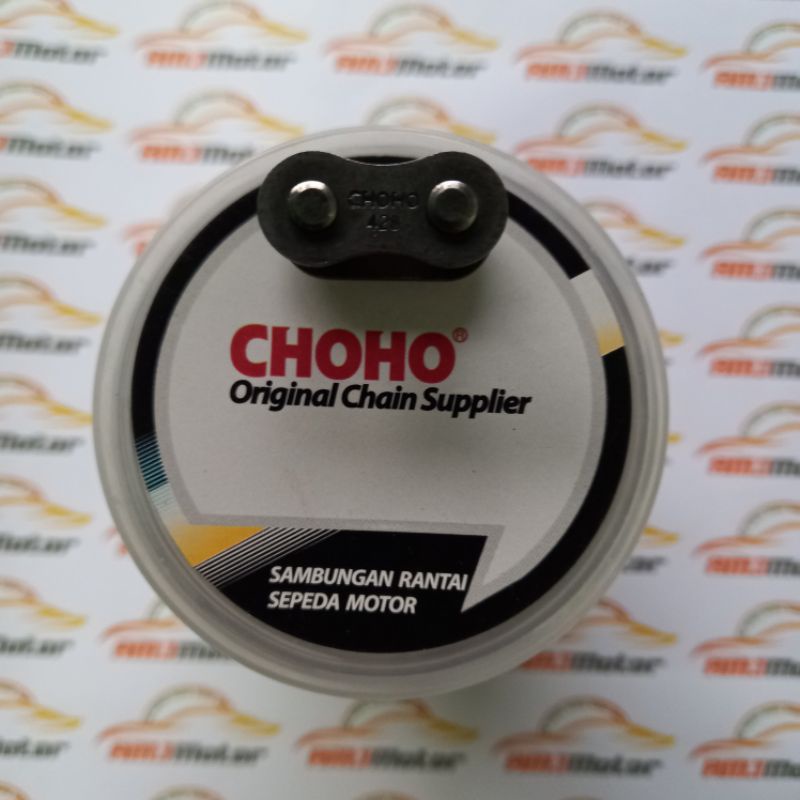 CHOHO
428
CHOHO®
Original Chain Supplier
SAMBUNGAN RANTAI
SEPEDA MOTOR